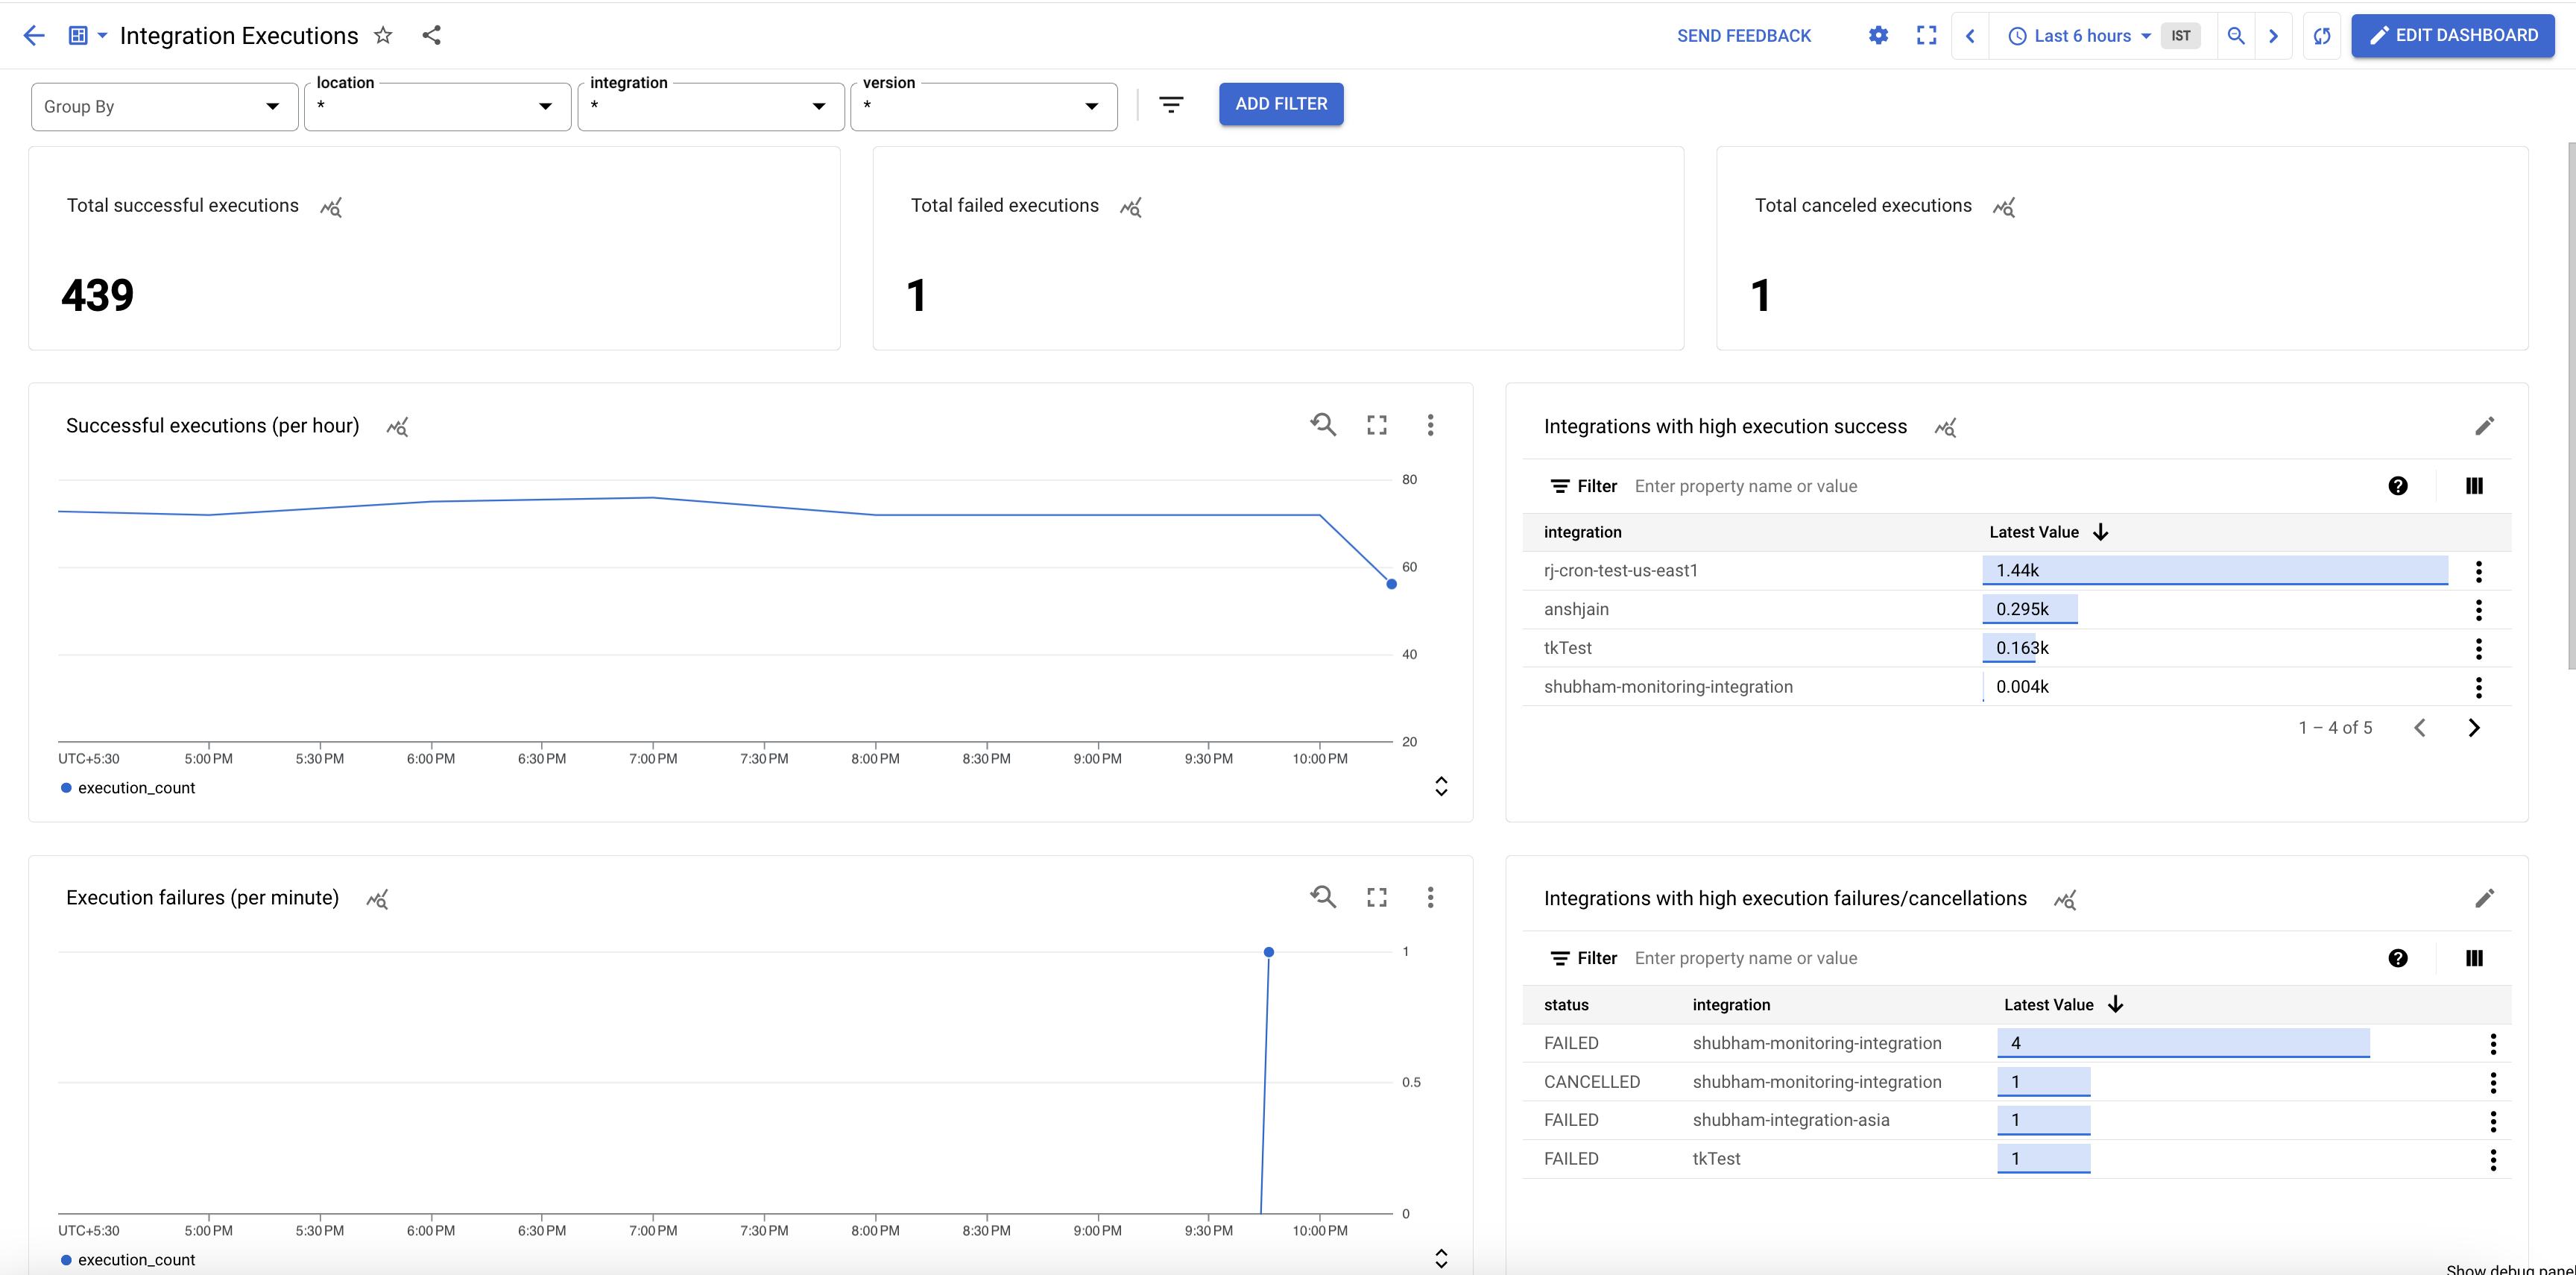 Integration Executions
SEND FEEDBACK
Last 6 hours
IST
EDIT DASHBOARD
Group By
location
*
integration
*
version
*
ADD FILTER
Total successful executions
439
Total failed executions
1
Total canceled executions
1
Successful executions (per hour)
80
60
40
20
UTC+5:30 5:00 PM 5:30 PM 6:00 PM 6:30 PM 7:00 PM 7:30 PM 8:00 PM 8:30 PM 9:00 PM 9:30 PM 10:00 PM
execution_count
Integrations with high execution success
Filter Enter property name or value
integration Latest Value
rj-cron-test-us-east1 1.44k
anshjain 0.295k
tkTest 0.163k
shubham-monitoring-integration 0.004k
1 – 4 of 5
Execution failures (per minute)
1
0.5
0
UTC+5:30 5:00 PM 5:30 PM 6:00 PM 6:30 PM 7:00 PM 7:30 PM 8:00 PM 8:30 PM 9:00 PM 9:30 PM 10:00 PM
execution_count
Integrations with high execution failures/cancellations
Filter Enter property name or value
status integration Latest Value
FAILED shubham-monitoring-integration 4
CANCELLED shubham-monitoring-integration 1
FAILED shubham-integration-asia 1
FAILED tkTest 1
Show debug panel